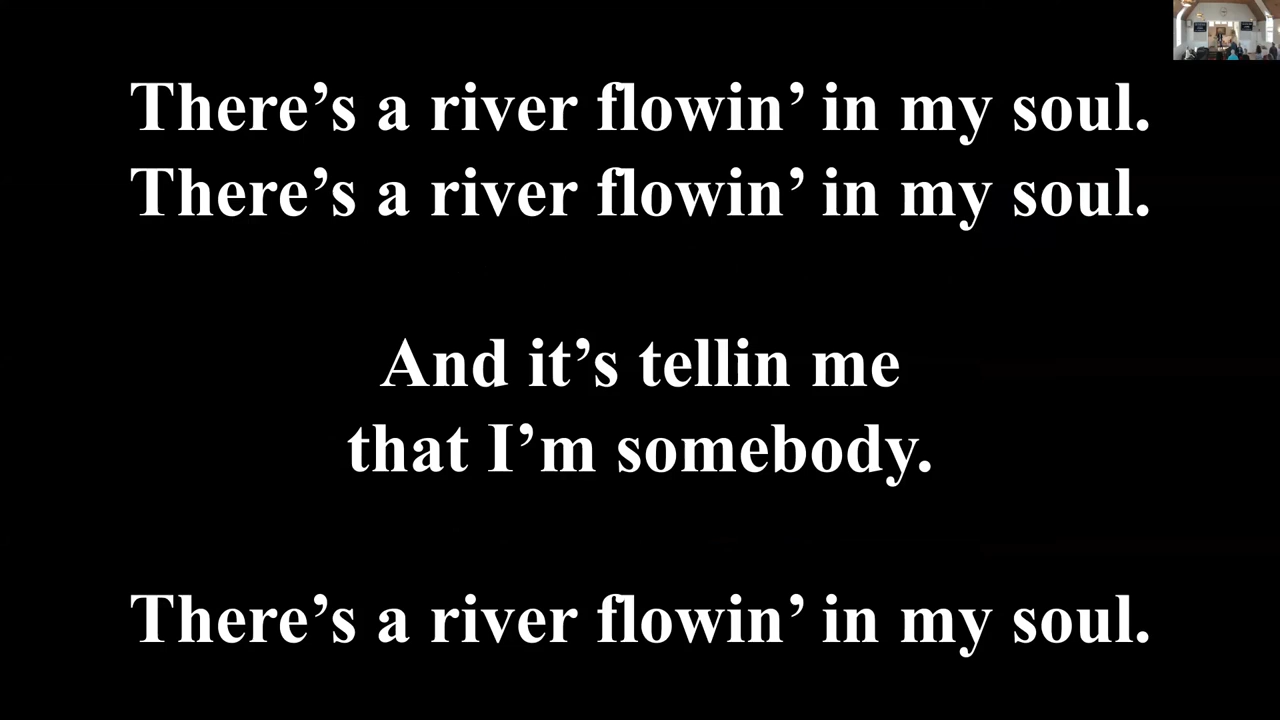 There’s a river flowin’ in my soul.
There’s a river flowin’ in my soul.
And it’s tellin me
that I’m somebody.
There’s a river flowin’ in my soul.